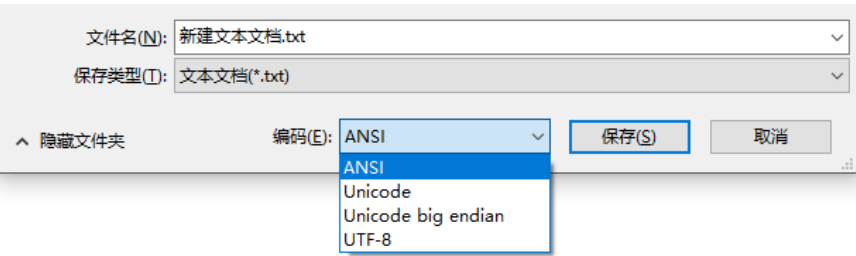 文件名(N): 新建文本文档.txt
保存类型(T): 文本文档(*.txt)
隐藏文件夹 编码(E): ANSI 保存(S) 取消
ANSI
Unicode
Unicode big endian
UTF-8